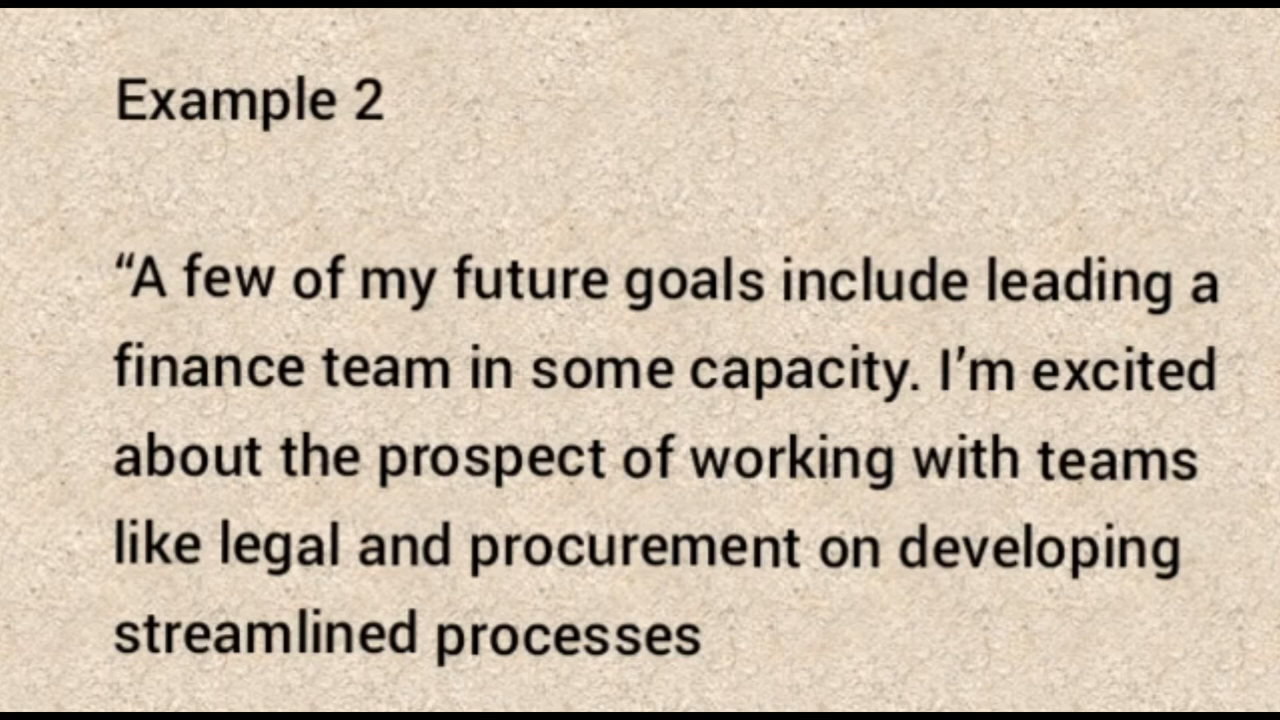 Example 2
“A few of my future goals include leading a
finance team in some capacity. I’m excited
about the prospect of working with teams
like legal and procurement on developing
streamlined processes